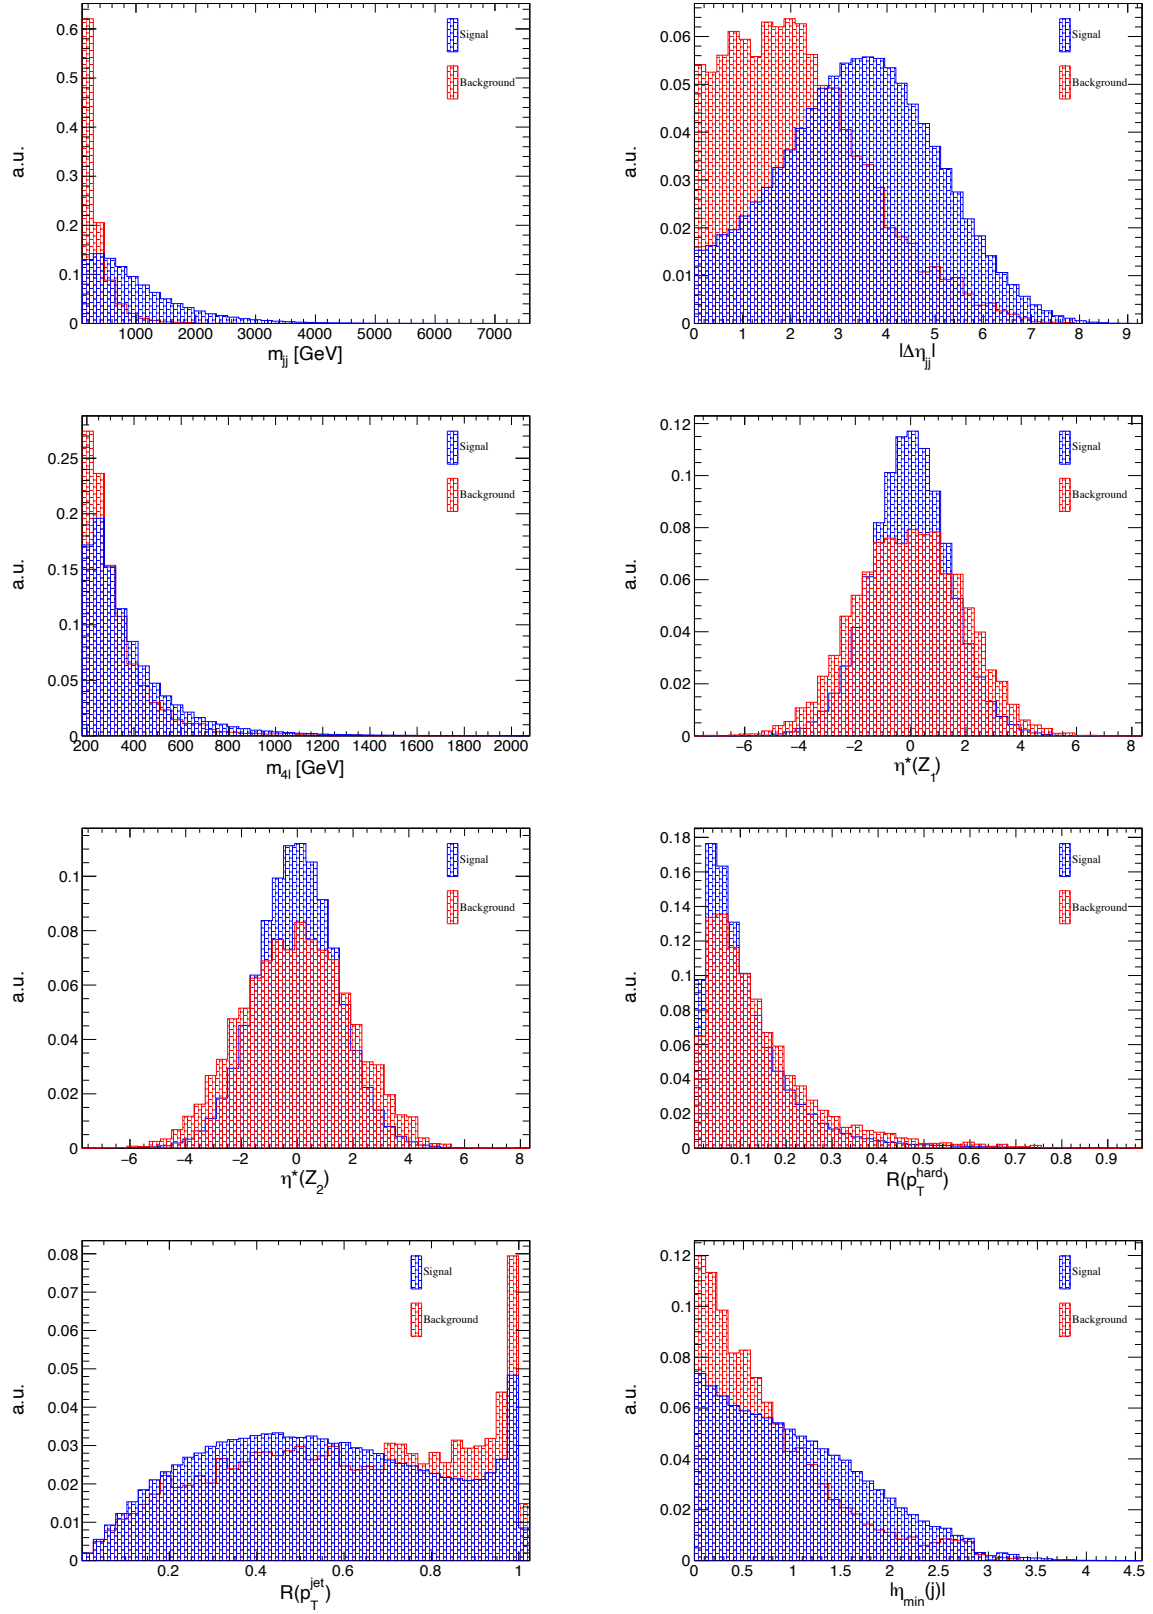 0.6
0.5
0.4
0.3
0.2
0.1
0
a.u.
Signal
Background
1000 2000 3000 4000 5000 6000 7000
m_jj [GeV]
0.06
0.05
0.04
0.03
0.02
0.01
0
a.u.
Signal
Background
0 1 2 3 4 5 6 7 8 9
|Δη_jj|
0.25
0.2
0.15
0.1
0.05
0
a.u.
Signal
Background
200 400 600 800 1000 1200 1400 1600 1800 2000
m_4l [GeV]
0.12
0.1
0.08
0.06
0.04
0.02
0
a.u.
Signal
Background
−6 −4 −2 0 2 4 6 8
η*(Z_1)
0.1
0.08
0.06
0.04
0.02
0
a.u.
Signal
Background
−6 −4 −2 0 2 4 6 8
η*(Z_2)
0.18
0.16
0.14
0.12
0.1
0.08
0.06
0.04
0.02
0
a.u.
Signal
Background
0.1 0.2 0.3 0.4 0.5 0.6 0.7 0.8 0.9
R(p_T^hard)
0.08
0.07
0.06
0.05
0.04
0.03
0.02
0.01
0
a.u.
Signal
Background
0.2 0.4 0.6 0.8 1
R(p_T^jet)
0.12
0.1
0.08
0.06
0.04
0.02
0
a.u.
Signal
Background
0 0.5 1 1.5 2 2.5 3 3.5 4 4.5
|η_min(j)|